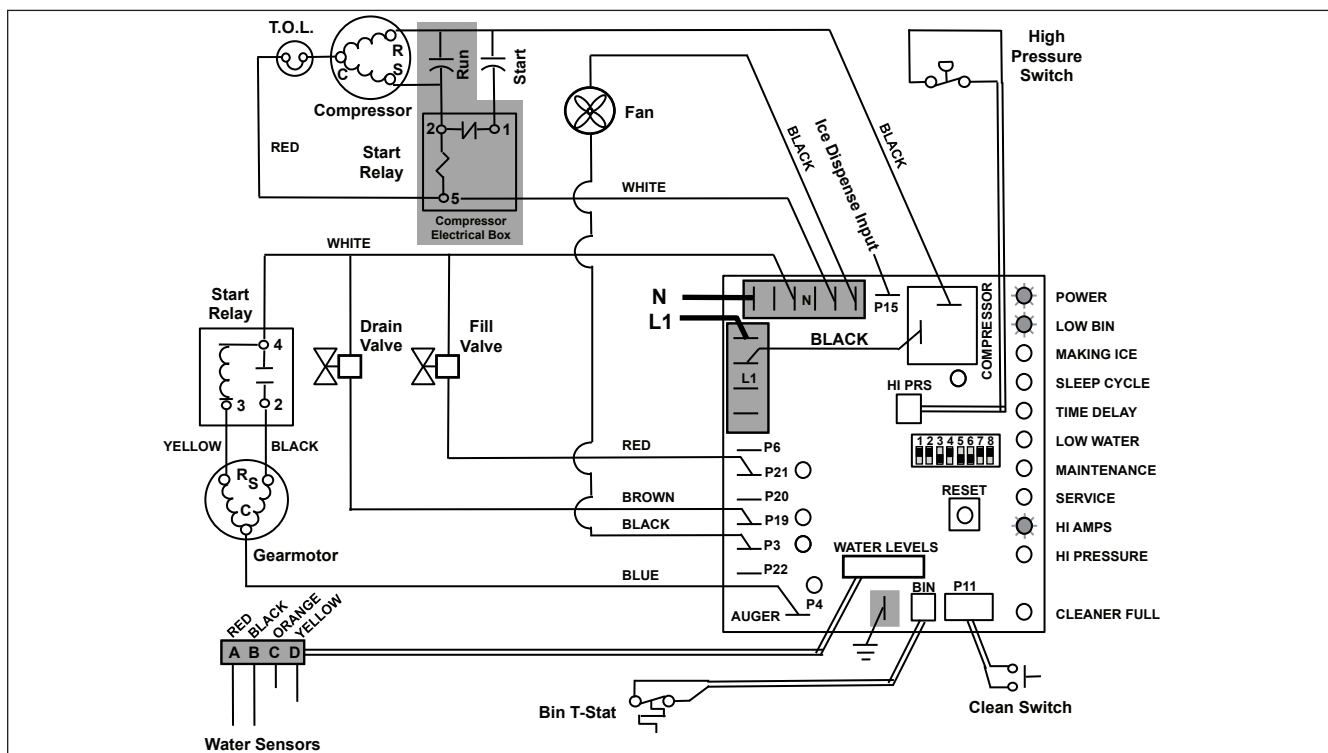 T.O.L.
R
S
C
Compressor
Run
Start
2
1
5
Start
Relay
Compressor
Electrical Box
RED
WHITE
Fan
BLACK
Ice Dispense Input
BLACK
High
Pressure
Switch
WHITE
Start
Relay
4
3
2
YELLOW
BLACK
R
S
C
Gearmotor
Drain
Valve
Fill
Valve
N
L1
N
L1
BLACK
P15
COMPRESSOR
HI PRS
1 2 3 4 5 6 7 8
RESET
RED
BROWN
BLACK
BLUE
P6
P21
P20
P19
P3
P22
P4
AUGER
WATER LEVELS
BIN
P11
POWER
LOW BIN
MAKING ICE
SLEEP CYCLE
TIME DELAY
LOW WATER
MAINTENANCE
SERVICE
HI AMPS
HI PRESSURE
CLEANER FULL
RED
BLACK
ORANGE
YELLOW
A B C D
Water Sensors
Bin T-Stat
Clean Switch